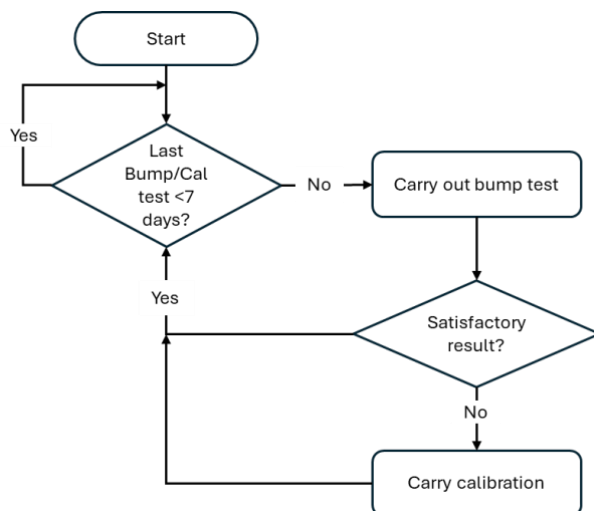 Start
Yes
Last
Bump/Cal
test <7
days?
No
Carry out bump test
Yes
Satisfactory
result?
No
Carry calibration